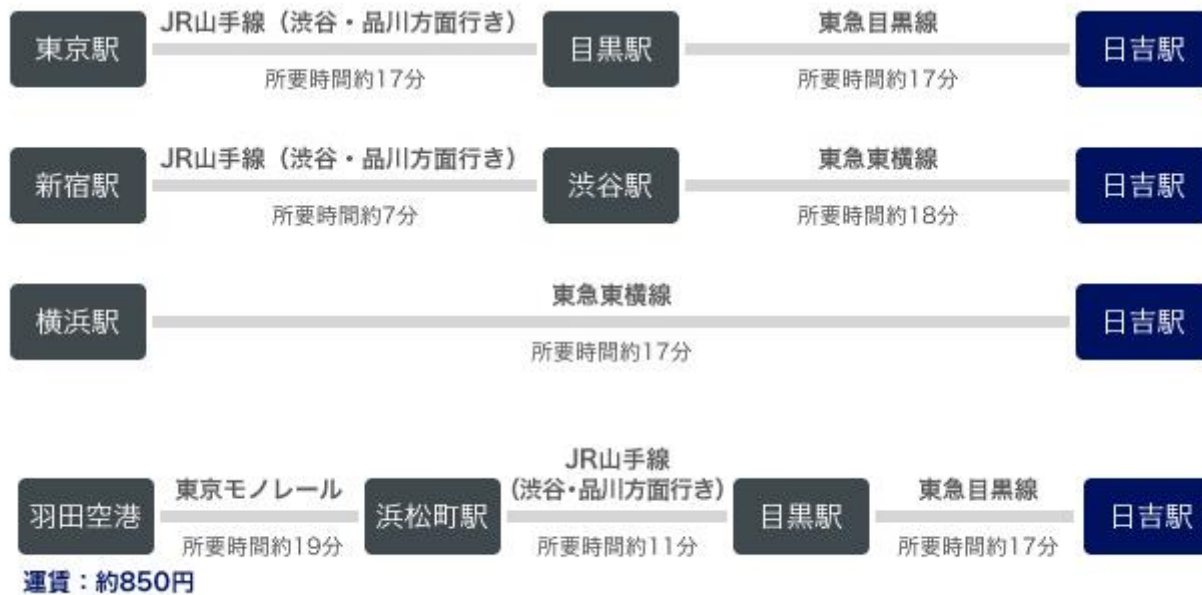 JR山手線（渋谷・品川方面行き） 東急目黒線
東京駅 目黒駅 日吉駅
所要時間約17分 所要時間約17分
JR山手線（渋谷・品川方面行き） 東急東横線
新宿駅 渋谷駅 日吉駅
所要時間約7分 所要時間約18分
東急東横線
横浜駅 日吉駅
所要時間約17分
JR山手線
東京モノレール (渋谷・品川方面行き) 東急目黒線
羽田空港 浜松町駅 目黒駅 日吉駅
所要時間約19分 所要時間約11分 所要時間約17分
運賃：約850円